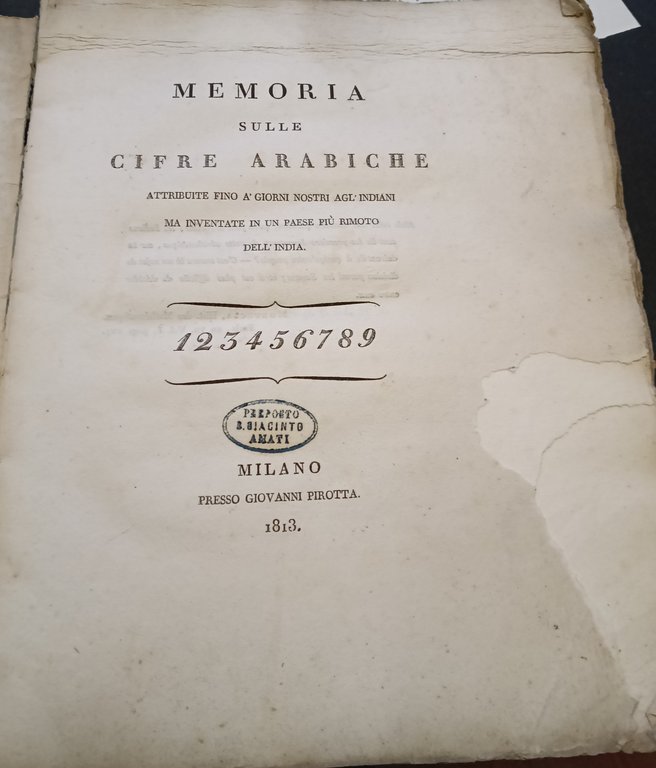 MEMORIA
SULLE
CIFRE ARABICHE
ATTRIBUITE FINO A' GIORNI NOSTRI AGL' INDIANI
MA INVENTATE IN UN PAESE PIÙ RIMOTO
DELL' INDIA.
123456789
PREPOSTO
S. GIACINTO
AMATI
MILANO
PRESSO GIOVANNI PIROTTA.
1813.